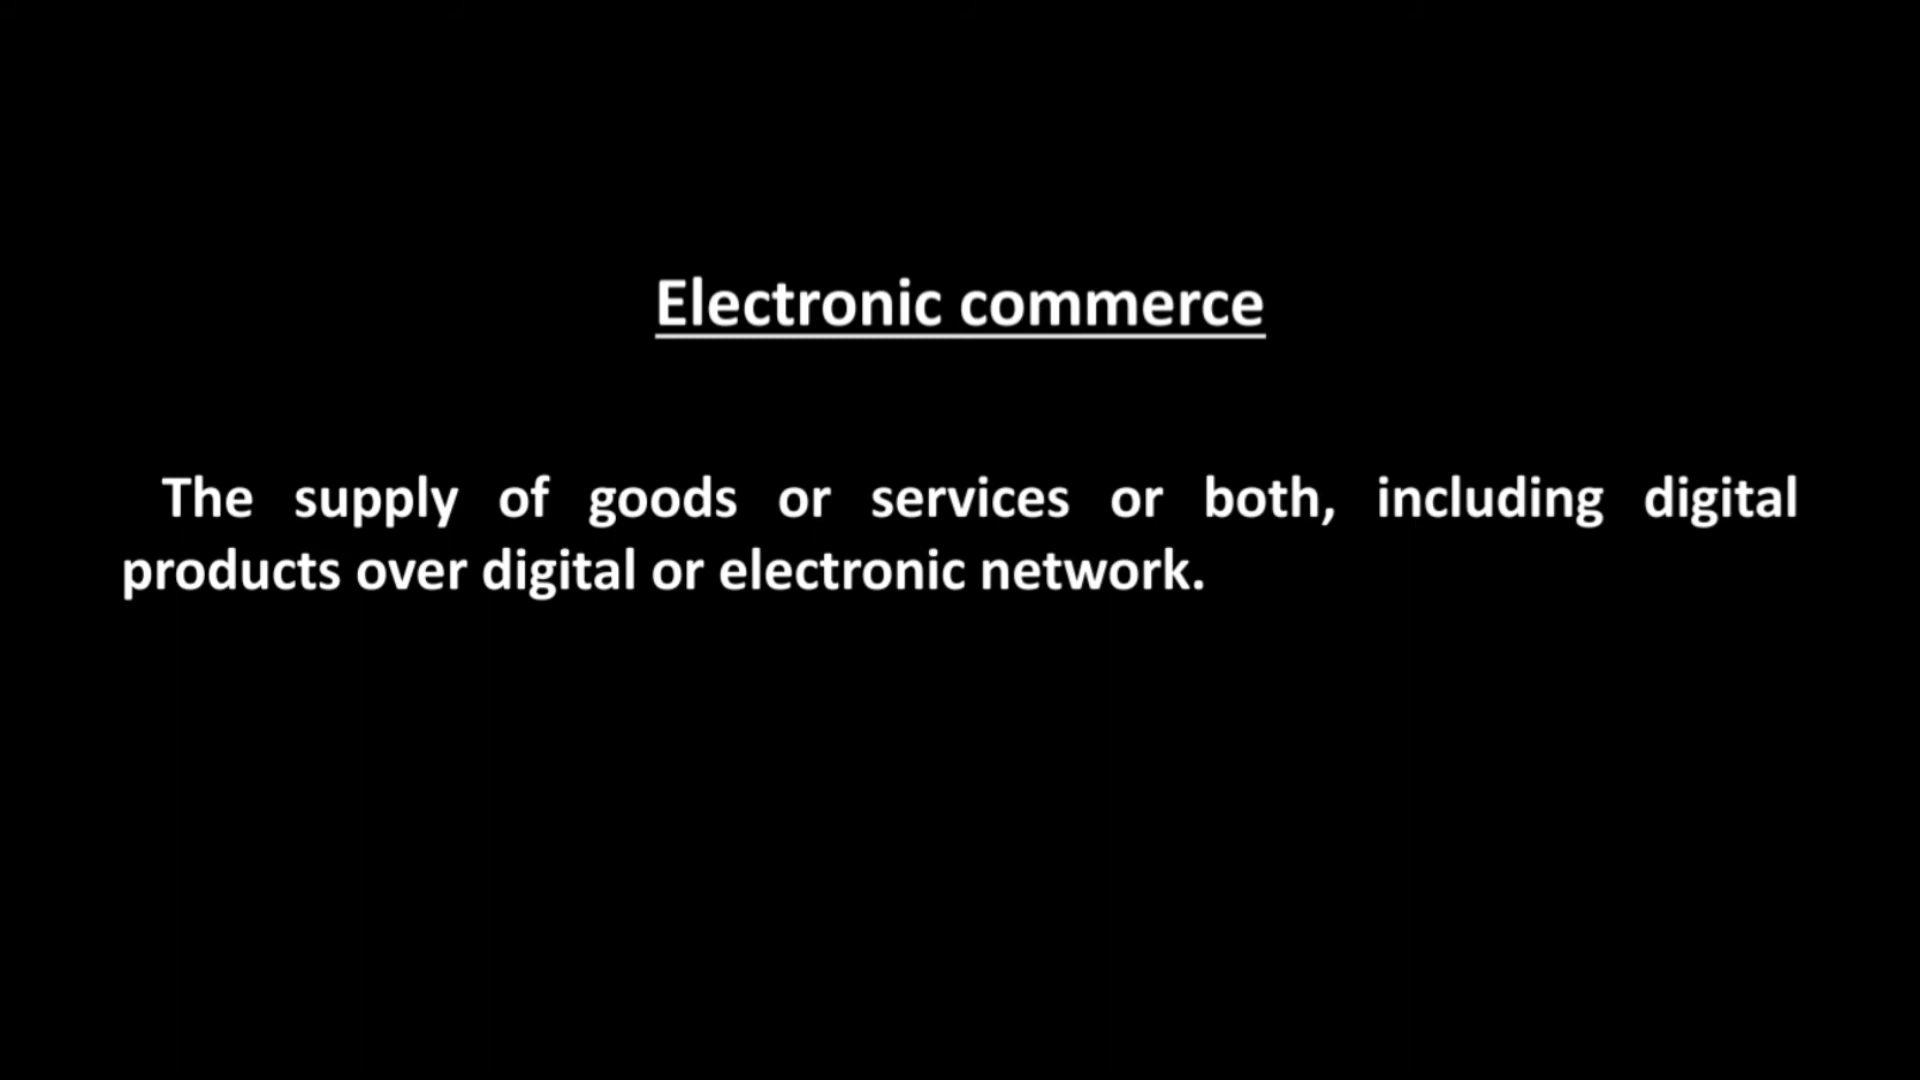 Electronic commerce
The supply of goods or services or both, including digital
products over digital or electronic network.